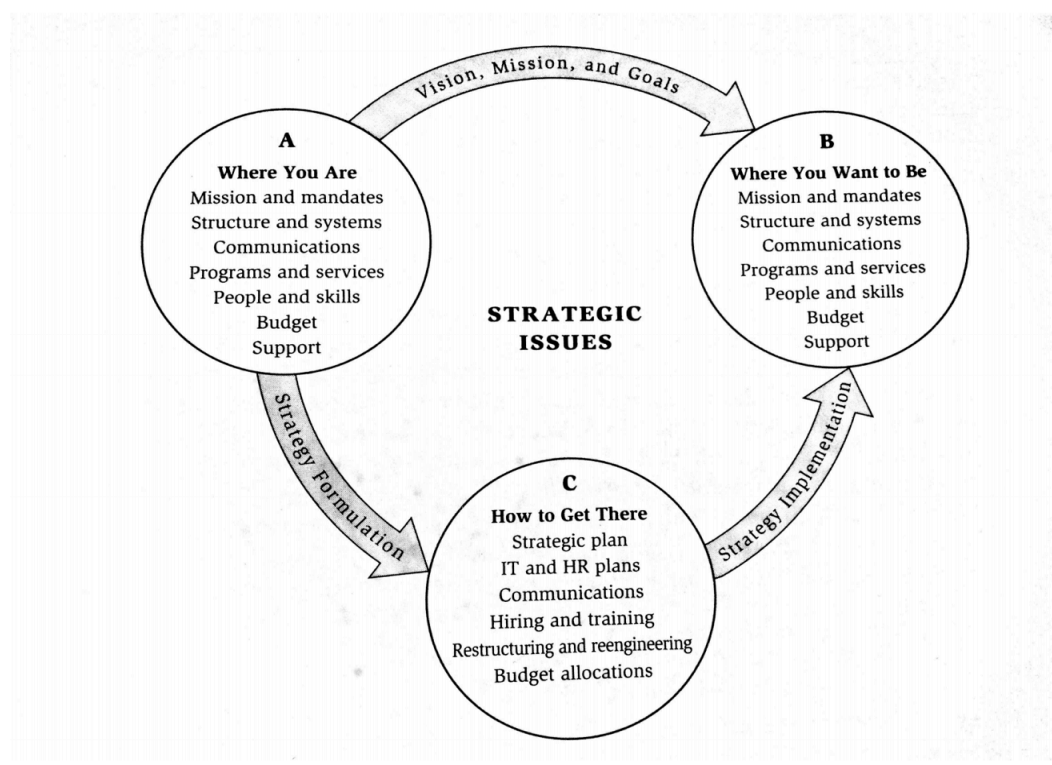 Vision, Mission, and Goals
A
Where You Are
Mission and mandates
Structure and systems
Communications
Programs and services
People and skills
Budget
Support
B
Where You Want to Be
Mission and mandates
Structure and systems
Communications
Programs and services
People and skills
Budget
Support
STRATEGIC
ISSUES
Strategy Formulation
Strategy Implementation
C
How to Get There
Strategic plan
IT and HR plans
Communications
Hiring and training
Restructuring and reengineering
Budget allocations